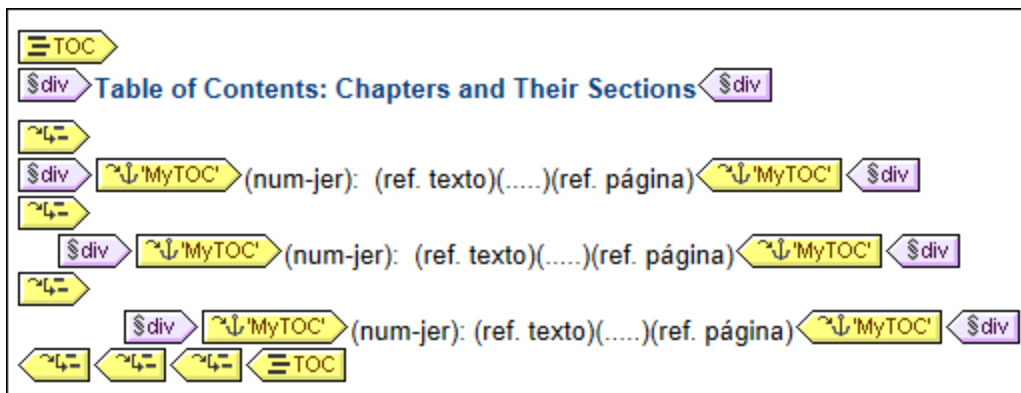 TOC
§div Table of Contents: Chapters and Their Sections §div
§div 'MyTOC' (num-jer): (ref. texto)(.....)(ref. página) 'MyTOC' §div
§div 'MyTOC' (num-jer): (ref. texto)(.....)(ref. página) 'MyTOC' §div
§div 'MyTOC' (num-jer): (ref. texto)(.....)(ref. página) 'MyTOC' §div
TOC